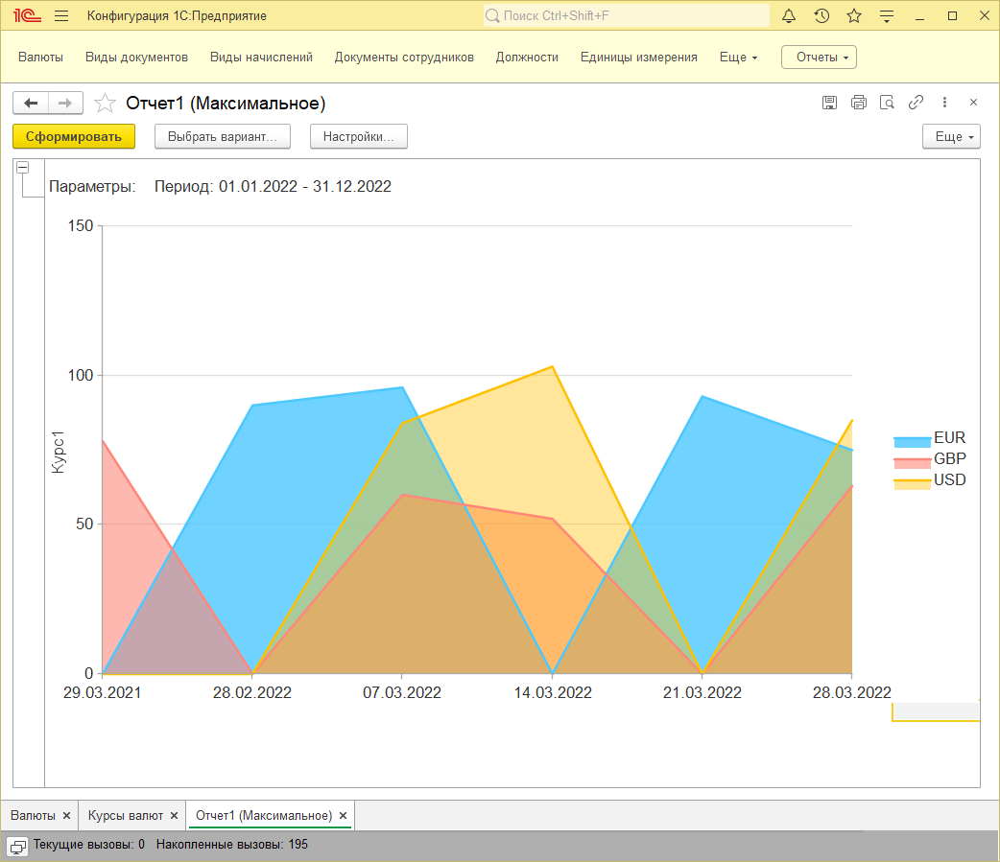 1С Конфигурация 1С:Предприятие Поиск Ctrl+Shift+F
Валюты Виды документов Виды начислений Документы сотрудников Должности Единицы измерения Еще Отчеты
Отчет1 (Максимальное)
Сформировать Выбрать вариант... Настройки... Еще
Параметры: Период: 01.01.2022 - 31.12.2022
150
100
50
0
Курс1
EUR
GBP
USD
29.03.2021 28.02.2022 07.03.2022 14.03.2022 21.03.2022 28.03.2022
Валюты Курсы валют Отчет1 (Максимальное)
Текущие вызовы: 0 Накопленные вызовы: 195